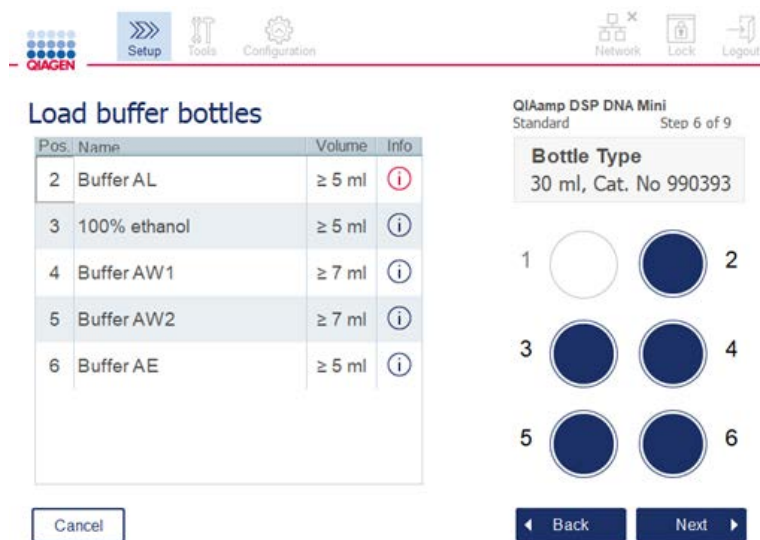 QIAGEN
Setup
Tools
Configuration
Network
Lock
Logout
Load buffer bottles
QIAamp DSP DNA Mini
Standard Step 6 of 9
Pos. Name Volume Info
2 Buffer AL ≥ 5 ml i
3 100% ethanol ≥ 5 ml i
4 Buffer AW1 ≥ 7 ml i
5 Buffer AW2 ≥ 7 ml i
6 Buffer AE ≥ 5 ml i
Bottle Type
30 ml, Cat. No 990393
1 2
3 4
5 6
Cancel
Back
Next